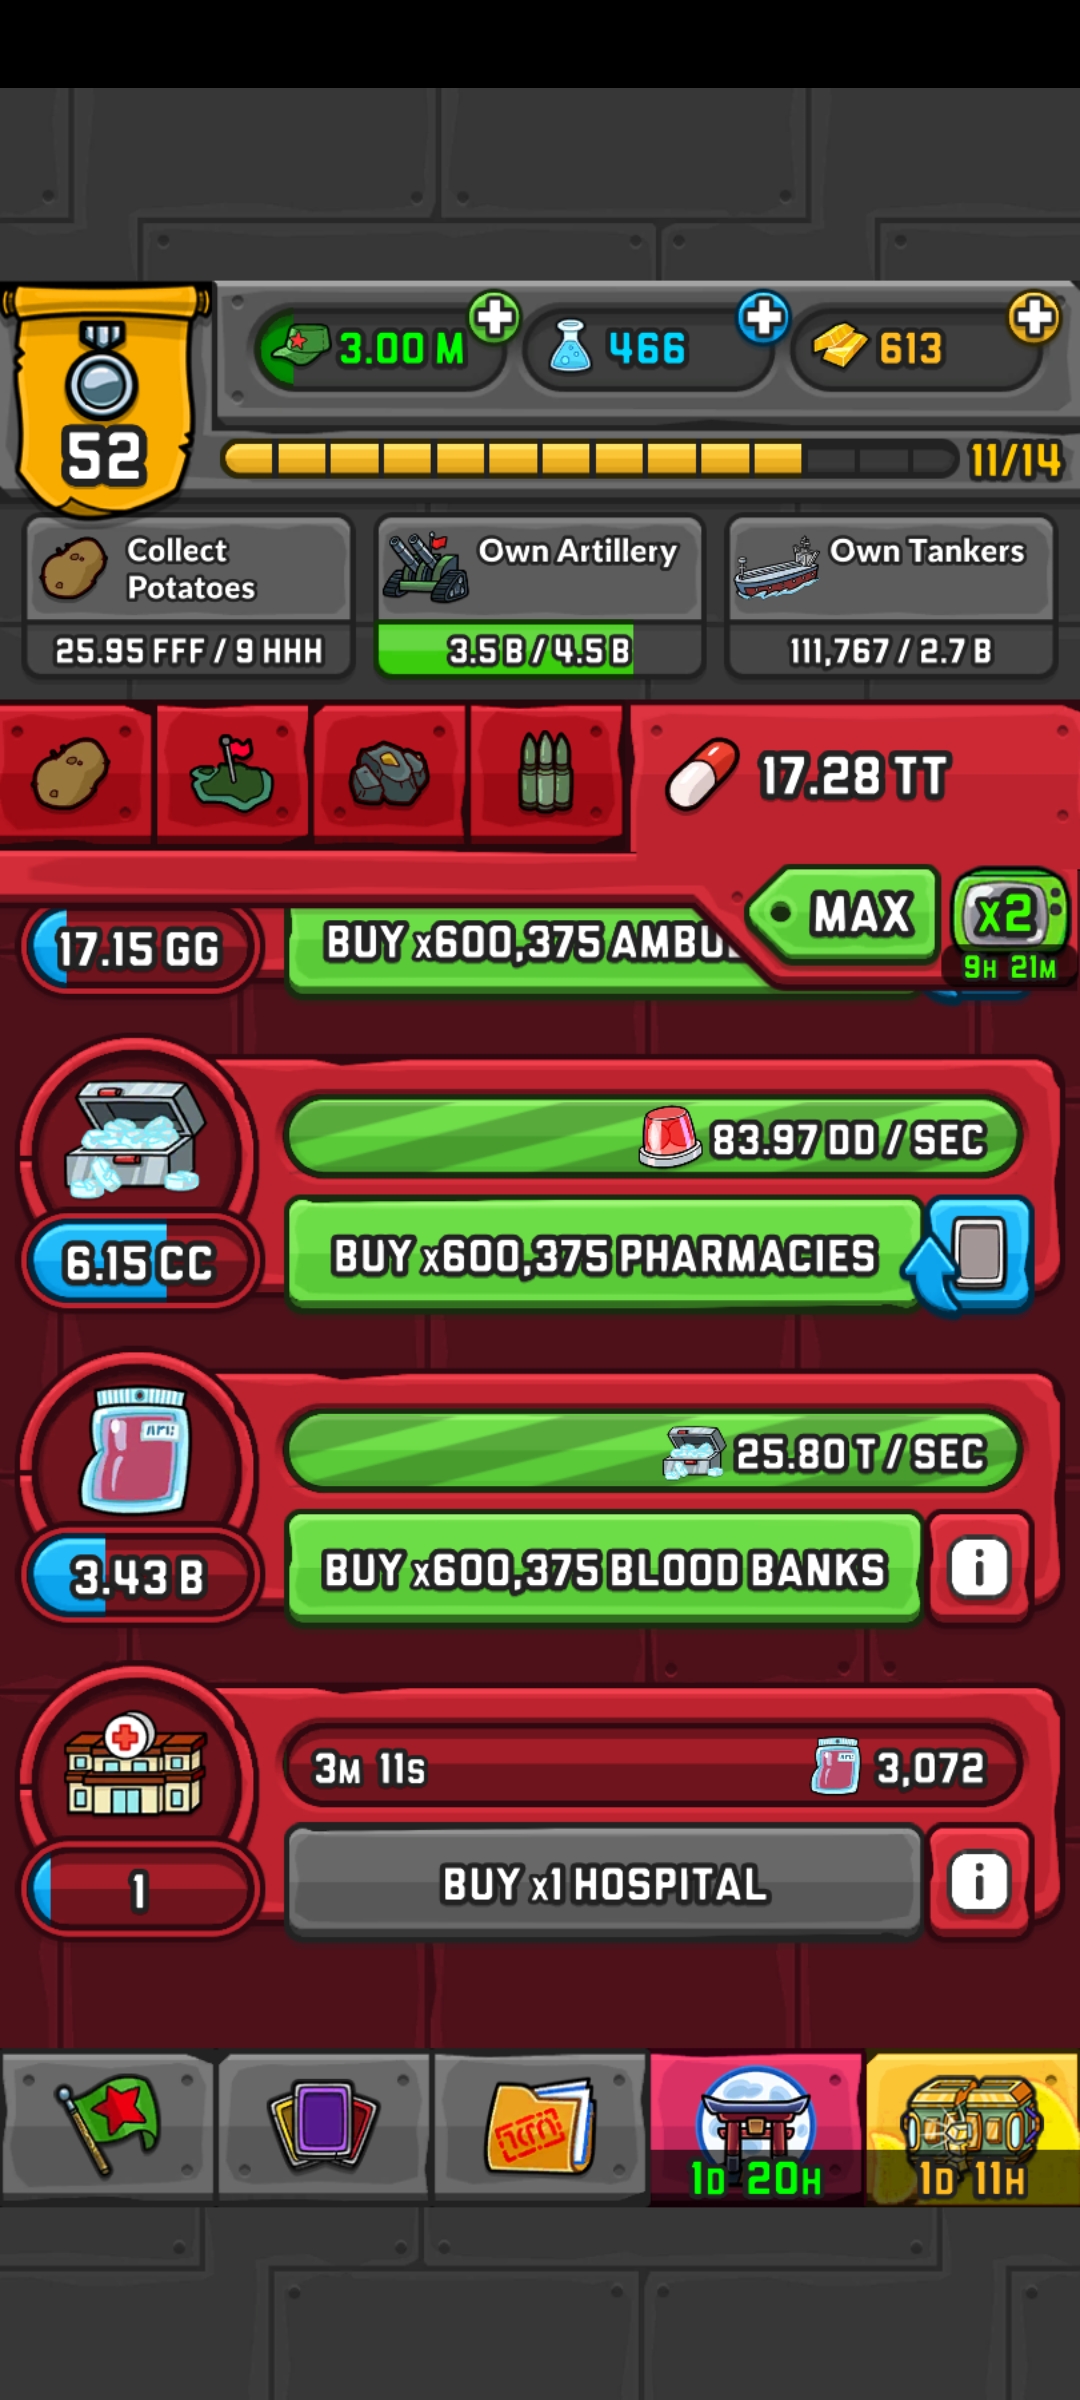 3.00 M
466
613
52
11/14
Collect
Potatoes
25.95 FFF / 9 HHH
Own Artillery
3.5 B / 4.5 B
Own Tankers
111,767 / 2.7 B
17.28 TT
MAX
x2
9H 21M
17.15 GG
BUY x600,375 AMBU
83.97 DD / SEC
6.15 CC
BUY x600,375 PHARMACIES
25.80 T / SEC
3.43 B
BUY x600,375 BLOOD BANKS
i
3M 11S
3,072
1
BUY x1 HOSPITAL
i
1D 20H
1D 11H